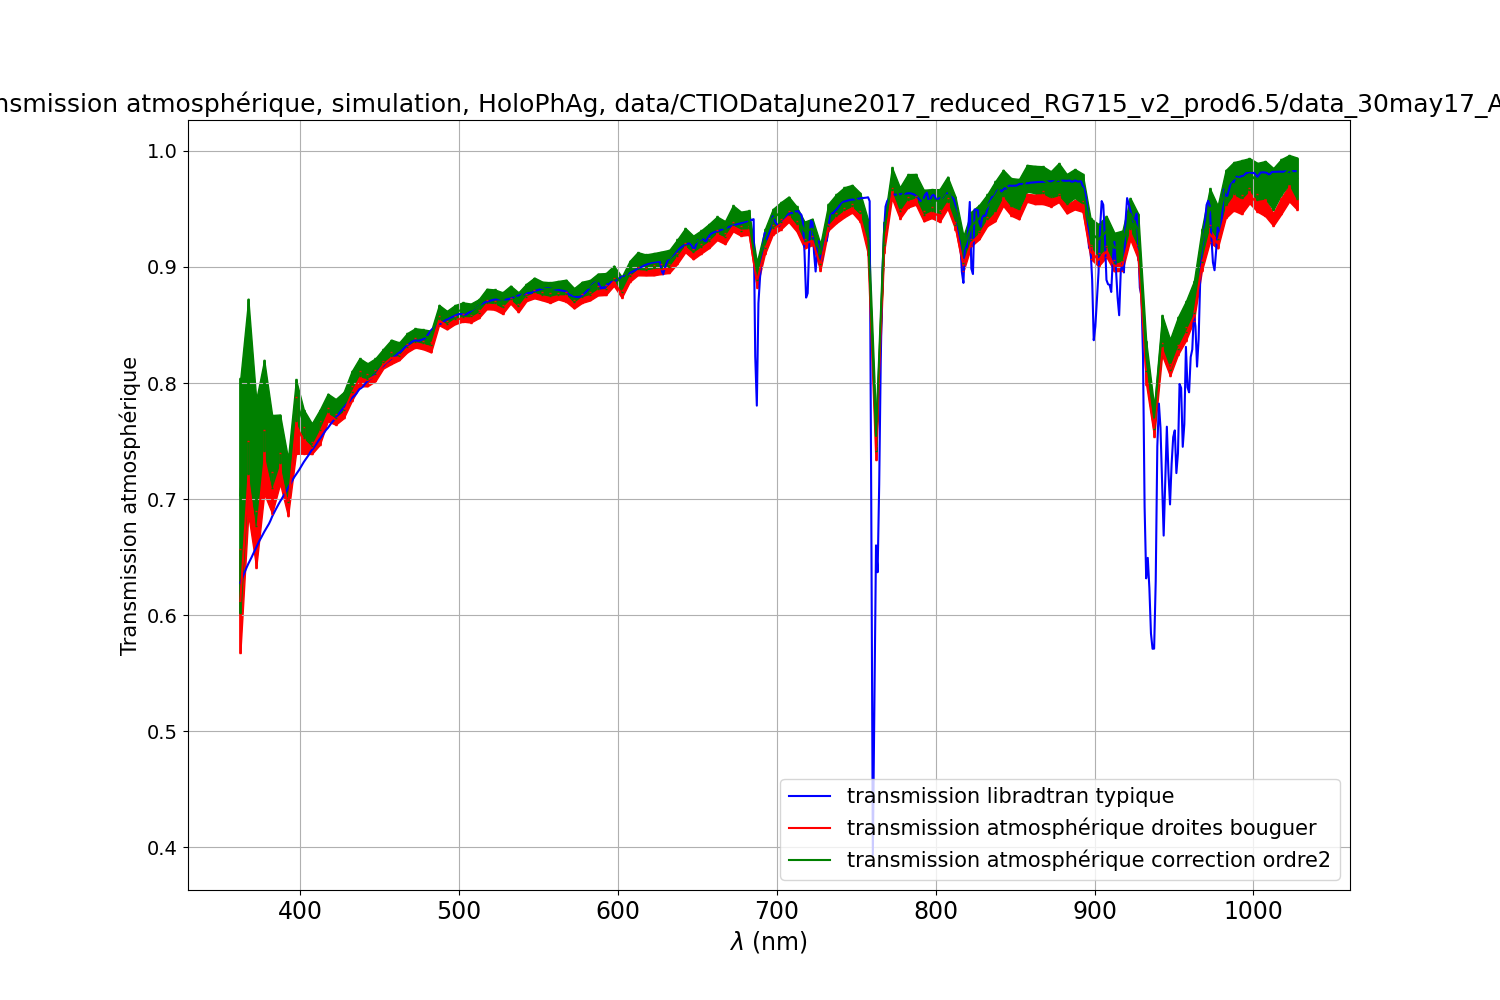 nsmission atmosphérique, simulation, HoloPhAg, data/CTIODataJune2017_reduced_RG715_v2_prod6.5/data_30may17_A
1.0
0.9
0.8
0.7
0.6
0.5
0.4
Transmission atmosphérique
transmission libradtran typique
transmission atmosphérique droites bouguer
transmission atmosphérique correction ordre2
400 500 600 700 800 900 1000
λ (nm)